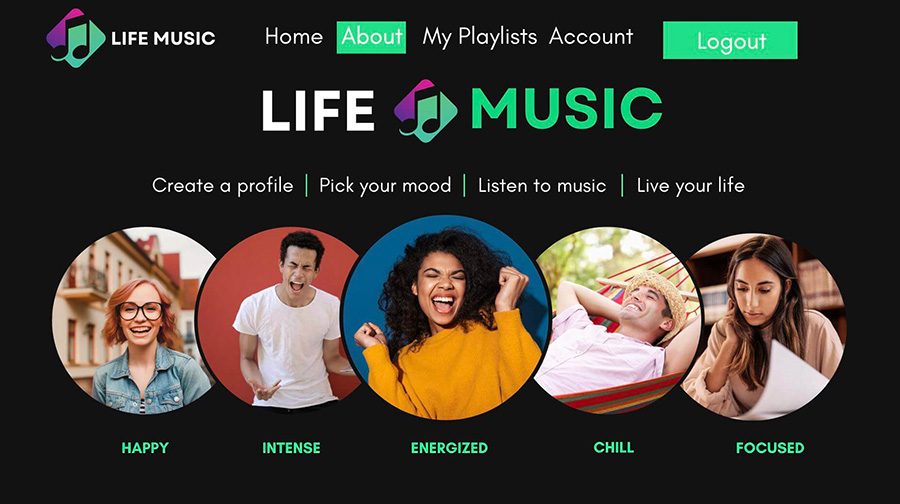 LIFE MUSIC Home About My Playlists Account Logout
LIFE MUSIC
Create a profile | Pick your mood | Listen to music | Live your life
HAPPY INTENSE ENERGIZED CHILL FOCUSED